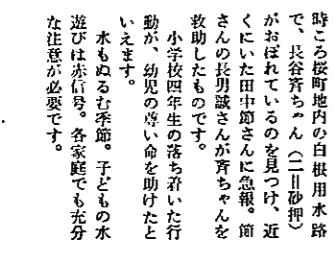 時ころ桜町地内の白根用水路
で、長谷斉ちゃん（二＝砂押）
がおぼれているのを見つけ、近
くにいた田中節さんに急報。節
さんの長男誠さんが斉ちゃんを
救助したものです。
小学校四年生の落ち着いた行
動が、幼児の尊い命を助けたと
いえます。
水もぬるむ季節。子どもの水
遊びは赤信号。各家庭でも充分
な注意が必要です。